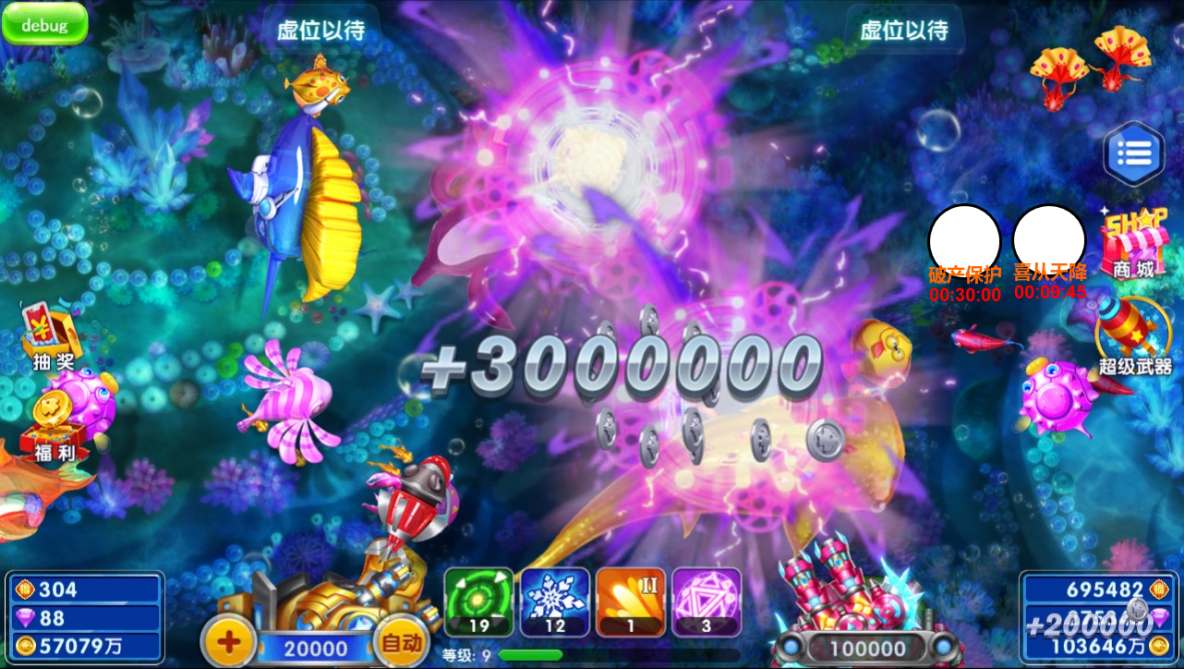 debug
虚位以待
虚位以待
SHOP
商城
破产保护
00:30:00
喜从天降
00:09:45
抽奖
超级武器
+3000000
福利
304
88
57079万
20000
自动
19
12
II
1
3
等级: 9
100000
695482
+200000
103646万